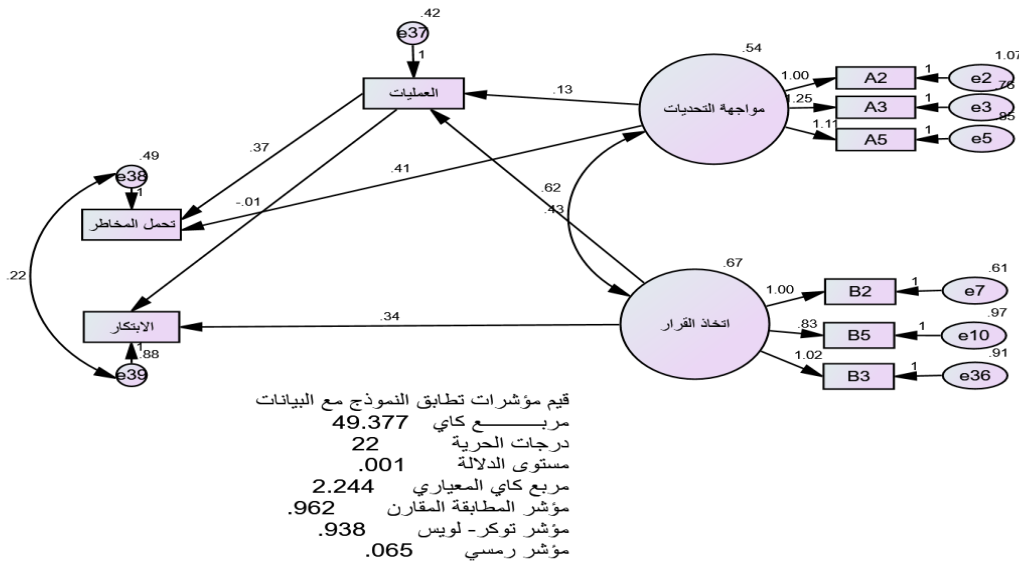 .42
e37
1
العمليات
.54
مواجهة التحديات
1.00
A2
1
e2
1.07
1.25
A3
1
e3
.78
1.11
A5
1
e5
.85
.13
.37
.41
-.01
.62
.43
.49
e38
1
تحمل المخاطر
.22
الابتكار
1
.88
e39
.34
.67
اتخاذ القرار
1.00
B2
1
e7
.61
.83
B5
1
e10
.97
1.02
B3
1
e36
.91
قيم مؤشرات تطابق النموذج مع البيانات
مربـــــــع كاي 49.377
درجات الحرية 22
مستوى الدلالة .001
مربع كاي المعياري 2.244
مؤشر المطابقة المقارن .962
مؤشر توكر- لويس .938
مؤشر رمسي .065